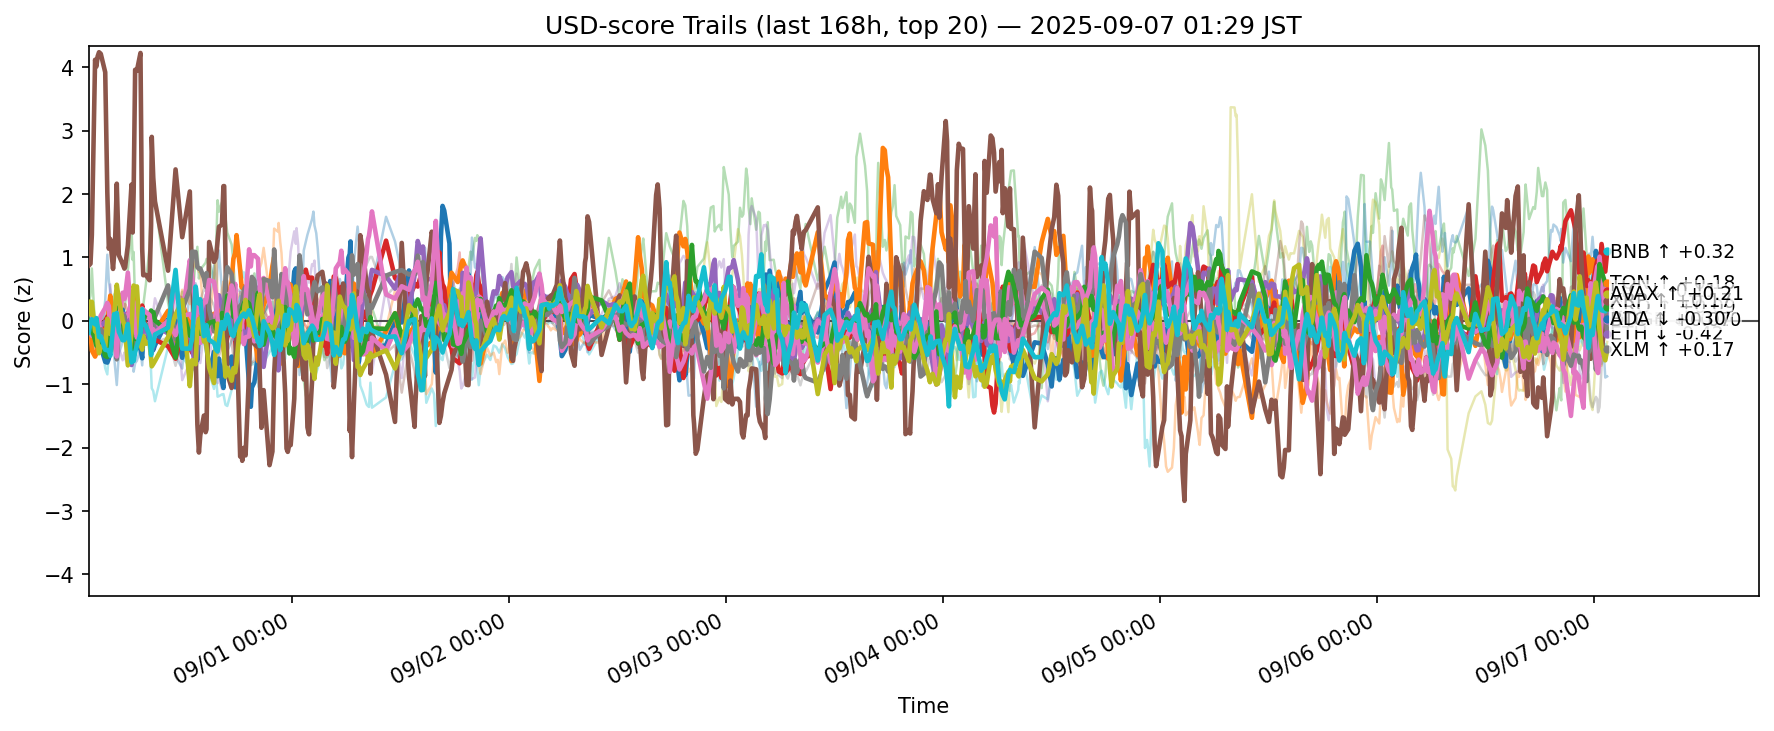 USD-score Trails (last 168h, top 20) — 2025-09-07 01:29 JST
Score (z)
4
3
2
1
0
−1
−2
−3
−4
BNB ↑ +0.32
TON ↑ +0.18
AVAX ↑ +0.21
ADA ↓ -0.30
ETH ↓ -0.42
XLM ↑ +0.17
09/01 00:00
09/02 00:00
09/03 00:00
09/04 00:00
09/05 00:00
09/06 00:00
09/07 00:00
Time